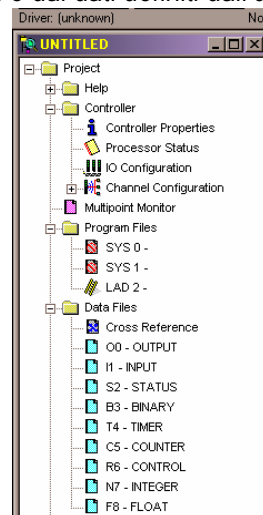 Driver: (unknown) No
UNTITLED
Project
Help
Controller
Controller Properties
Processor Status
IO Configuration
Channel Configuration
Multipoint Monitor
Program Files
SYS 0 -
SYS 1 -
LAD 2 -
Data Files
Cross Reference
O0 - OUTPUT
I1 - INPUT
S2 - STATUS
B3 - BINARY
T4 - TIMER
C5 - COUNTER
R6 - CONTROL
N7 - INTEGER
F8 - FLOAT